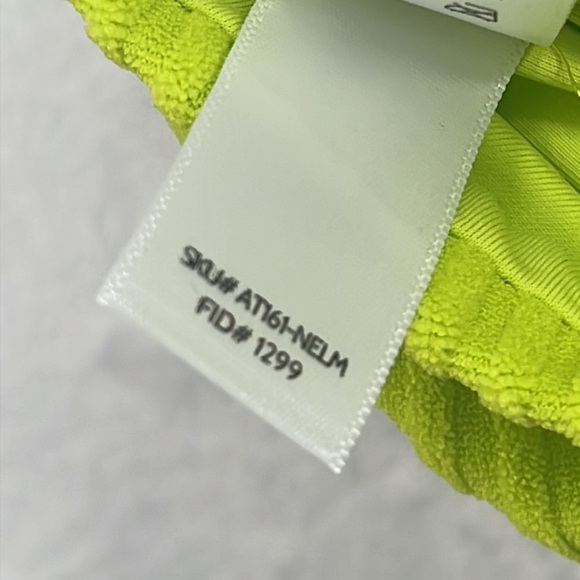 SKU# AT161-NELM
FID# 1299